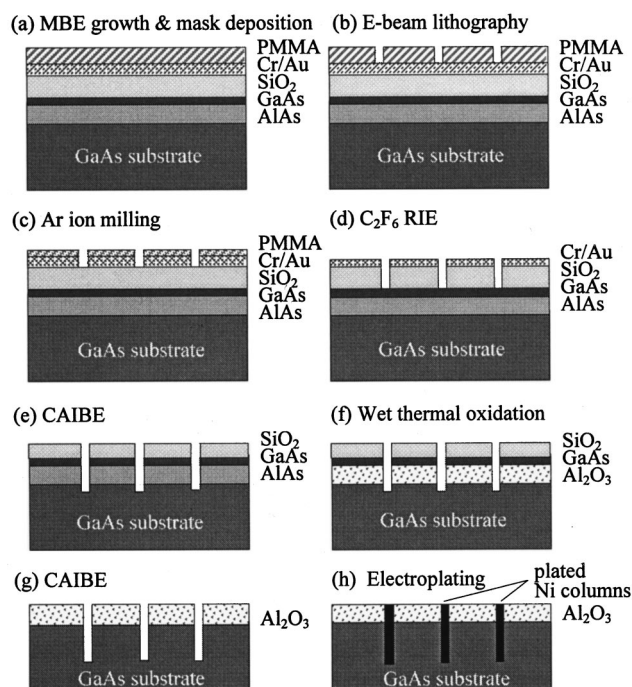 (a) MBE growth & mask deposition
PMMA
Cr/Au
SiO₂
GaAs
AlAs
GaAs substrate
(b) E-beam lithography
PMMA
Cr/Au
SiO₂
GaAs
AlAs
GaAs substrate
(c) Ar ion milling
PMMA
Cr/Au
SiO₂
GaAs
AlAs
GaAs substrate
(d) C₂F₆ RIE
Cr/Au
SiO₂
GaAs
AlAs
GaAs substrate
(e) CAIBE
SiO₂
GaAs
AlAs
GaAs substrate
(f) Wet thermal oxidation
SiO₂
GaAs
Al₂O₃
GaAs substrate
(g) CAIBE
Al₂O₃
GaAs substrate
(h) Electroplating
plated
Ni columns
Al₂O₃
GaAs substrate